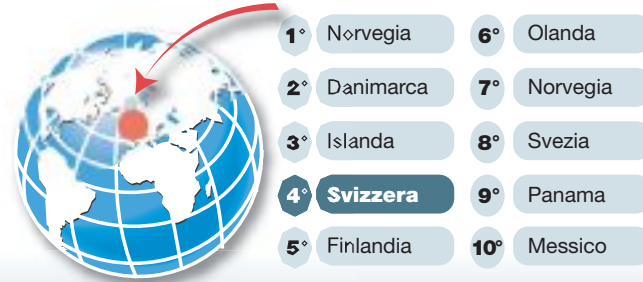 1° Norvegia
2° Danimarca
3° Islanda
4° Svizzera
5° Finlandia
6° Olanda
7° Norvegia
8° Svezia
9° Panama
10° Messico